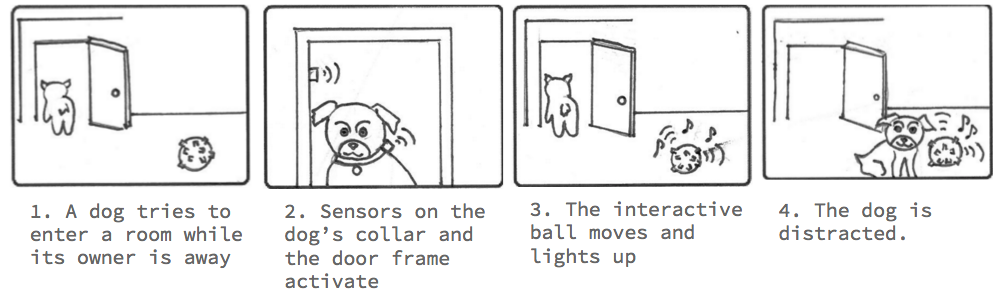 1. A dog tries to
enter a room while
its owner is away
2. Sensors on the
dog’s collar and
the door frame
activate
3. The interactive
ball moves and
lights up
4. The dog is
distracted.